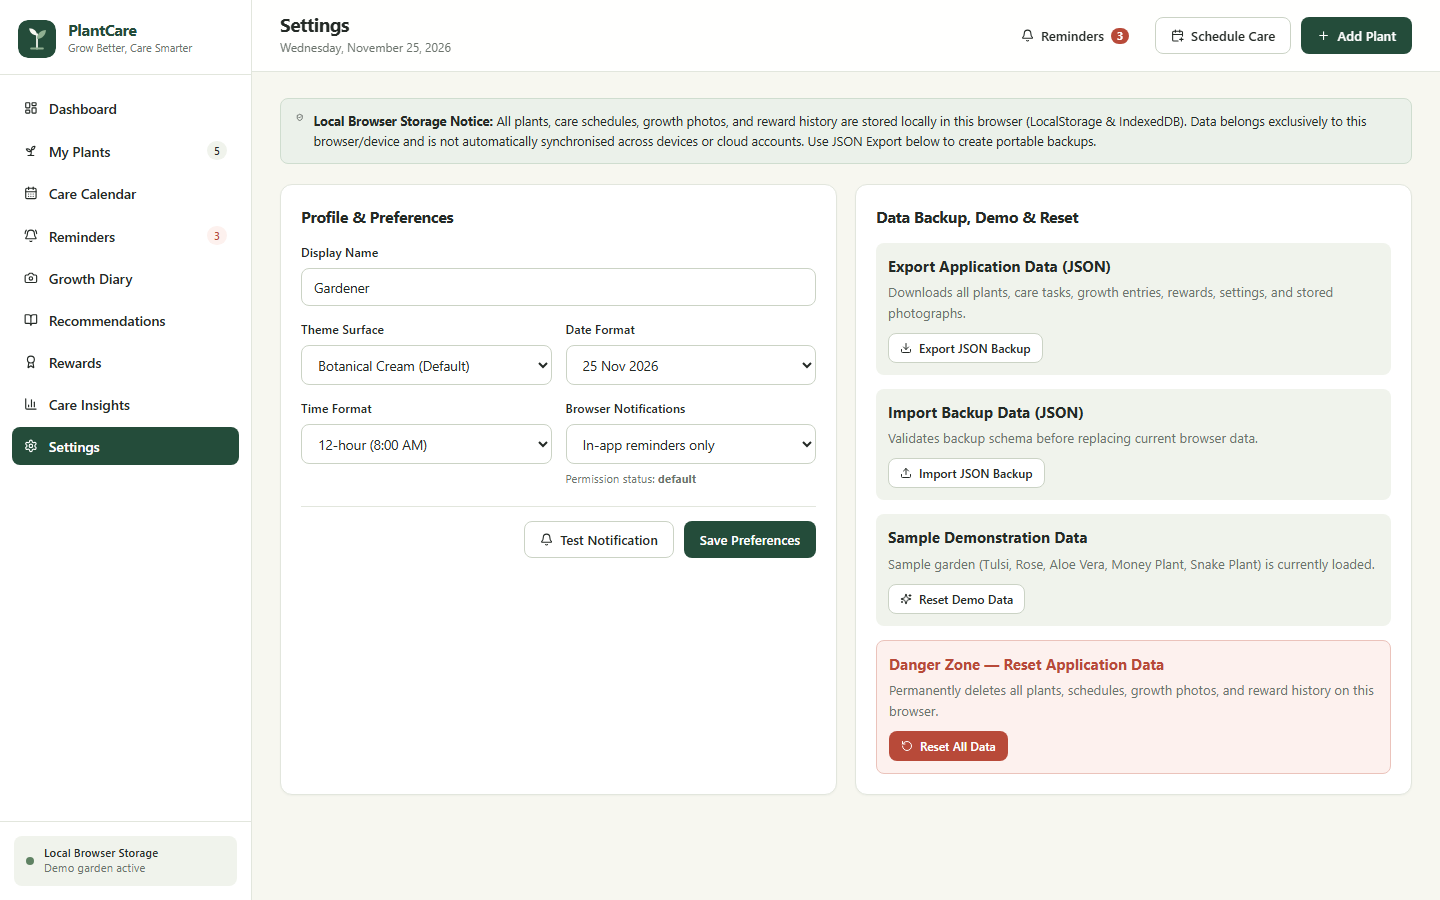 PlantCare
Grow Better, Care Smarter
Dashboard
My Plants 5
Care Calendar
Reminders 3
Growth Diary
Recommendations
Rewards
Care Insights
Settings
Local Browser Storage
Demo garden active
Settings
Wednesday, November 25, 2026
Reminders 3
Schedule Care
+ Add Plant
Local Browser Storage Notice: All plants, care schedules, growth photos, and reward history are stored locally in this browser (LocalStorage & IndexedDB). Data belongs exclusively to this
browser/device and is not automatically synchronised across devices or cloud accounts. Use JSON Export below to create portable backups.
Profile & Preferences
Display Name
Gardener
Theme Surface
Date Format
Botanical Cream (Default)
25 Nov 2026
Time Format
Browser Notifications
12-hour (8:00 AM)
In-app reminders only
Permission status: default
Test Notification
Save Preferences
Data Backup, Demo & Reset
Export Application Data (JSON)
Downloads all plants, care tasks, growth entries, rewards, settings, and stored
photographs.
Export JSON Backup
Import Backup Data (JSON)
Validates backup schema before replacing current browser data.
Import JSON Backup
Sample Demonstration Data
Sample garden (Tulsi, Rose, Aloe Vera, Money Plant, Snake Plant) is currently loaded.
Reset Demo Data
Danger Zone — Reset Application Data
Permanently deletes all plants, schedules, growth photos, and reward history on this
browser.
Reset All Data